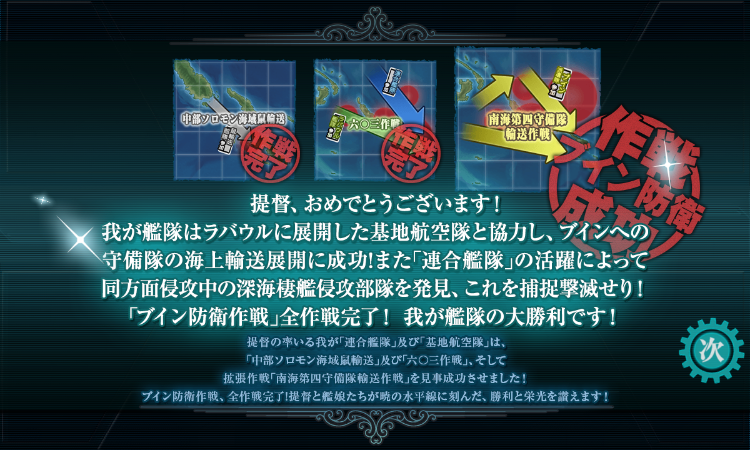 中部ソロモン海域鼠輸送
作戦
完了
六〇三作戦
作戦
完了
南海第四守備隊
輸送作戦
作戦
ブイン防衛
成功!
提督、おめでとうございます!
我が艦隊はラバウルに展開した基地航空隊と協力し、ブインへの
守備隊の海上輸送展開に成功!また「連合艦隊」の活躍によって
同方面侵攻中の深海棲艦侵攻部隊を発見、これを捕捉撃滅せり!
「ブイン防衛作戦」全作戦完了! 我が艦隊の大勝利です!
提督の率いる我が「連合艦隊」及び「基地航空隊」は、
「中部ソロモン海域鼠輸送」及び「六〇三作戦」、そして
拡張作戦「南海第四守備隊輸送作戦」を見事成功させました!
ブイン防衛作戦、全作戦完了!提督と艦娘たちが暁の水平線に刻んだ、勝利と栄光を讃えます!
次